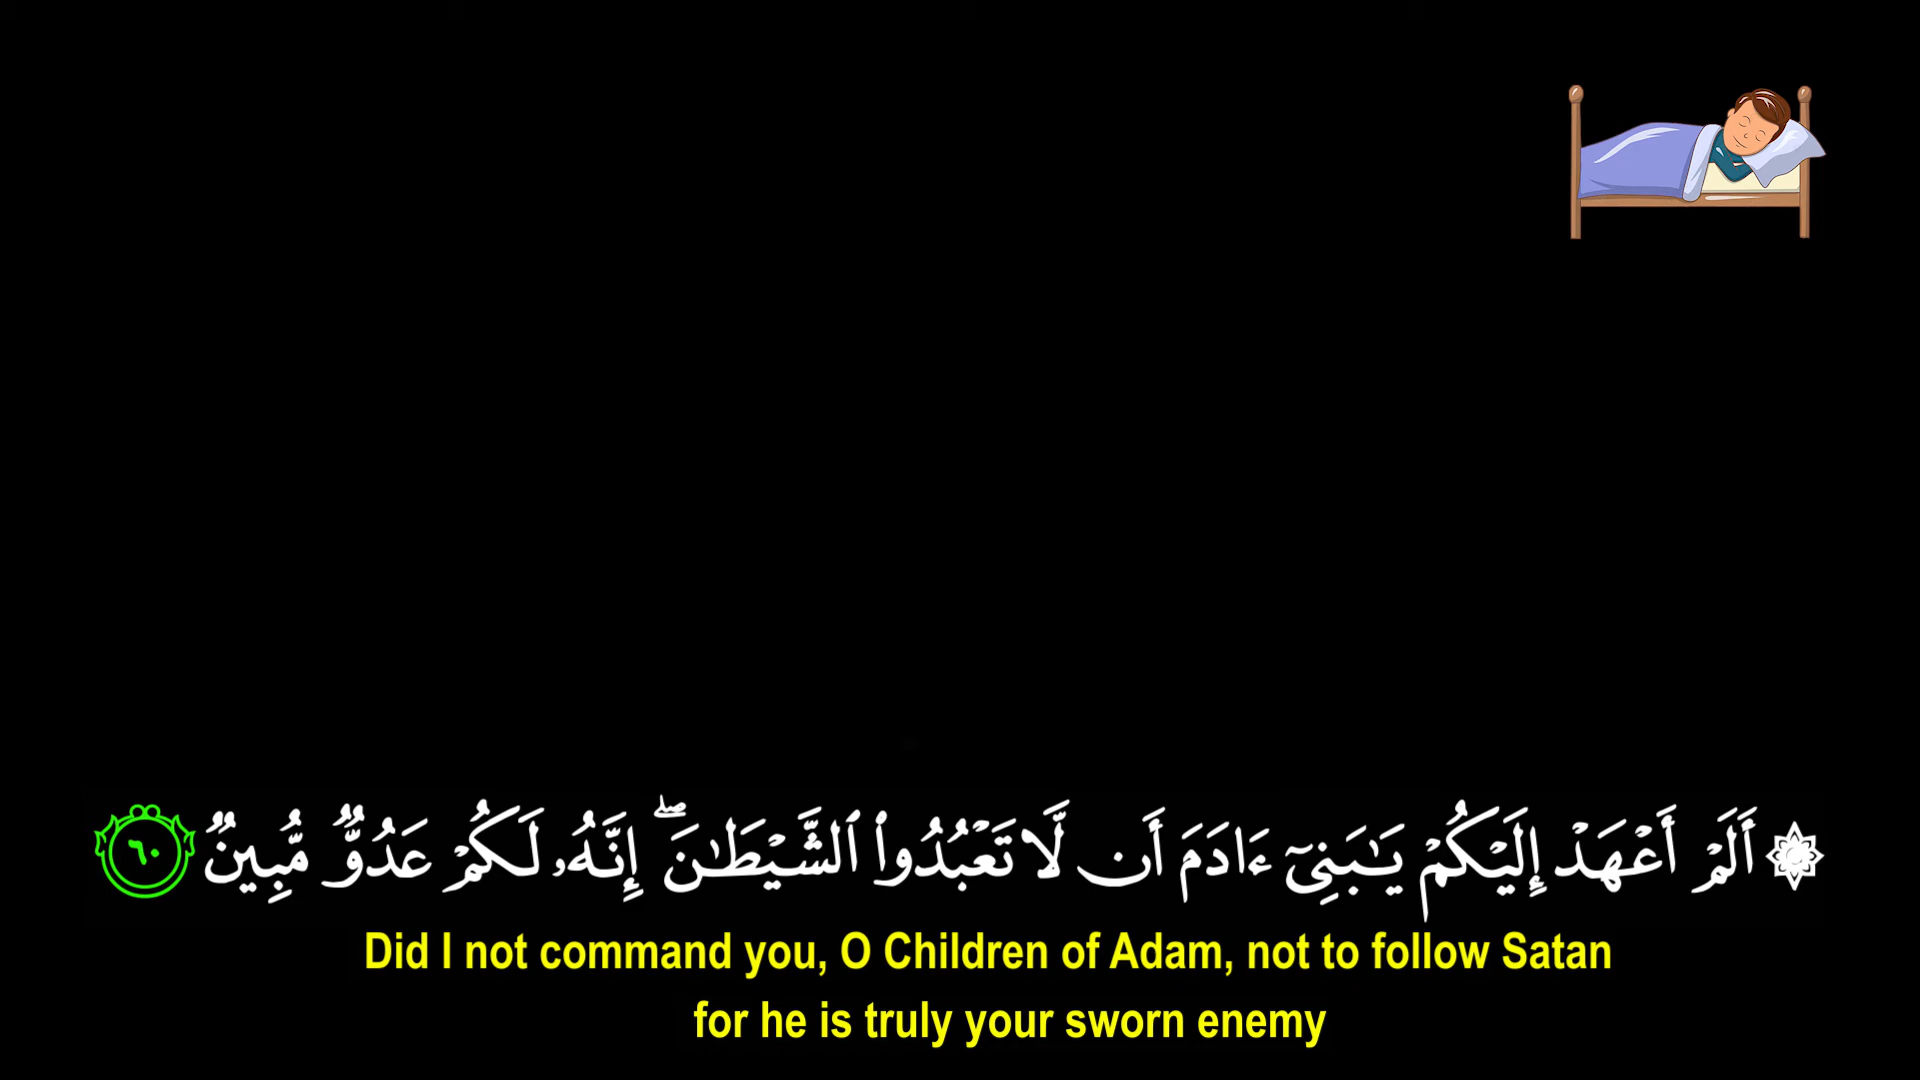 ۞ أَلَمْ أَعْهَدْ إِلَيْكُمْ يَـٰبَنِىٓ ءَادَمَ أَن لَّا تَعْبُدُوا۟ ٱلشَّيْطَـٰنَ ۖ إِنَّهُۥ لَكُمْ عَدُوٌّ مُّبِينٌ ٦٠
Did I not command you, O Children of Adam, not to follow Satan
for he is truly your sworn enemy